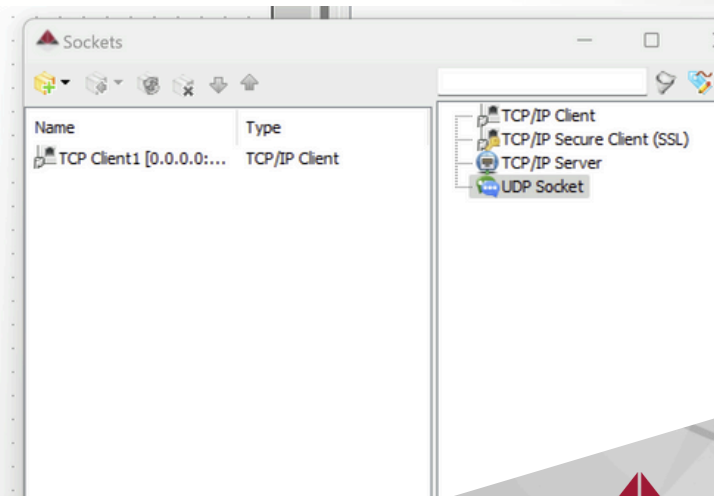 Sockets
Name Type
TCP Client1 [0.0.0.0:... TCP/IP Client
TCP/IP Client
TCP/IP Secure Client (SSL)
TCP/IP Server
UDP Socket